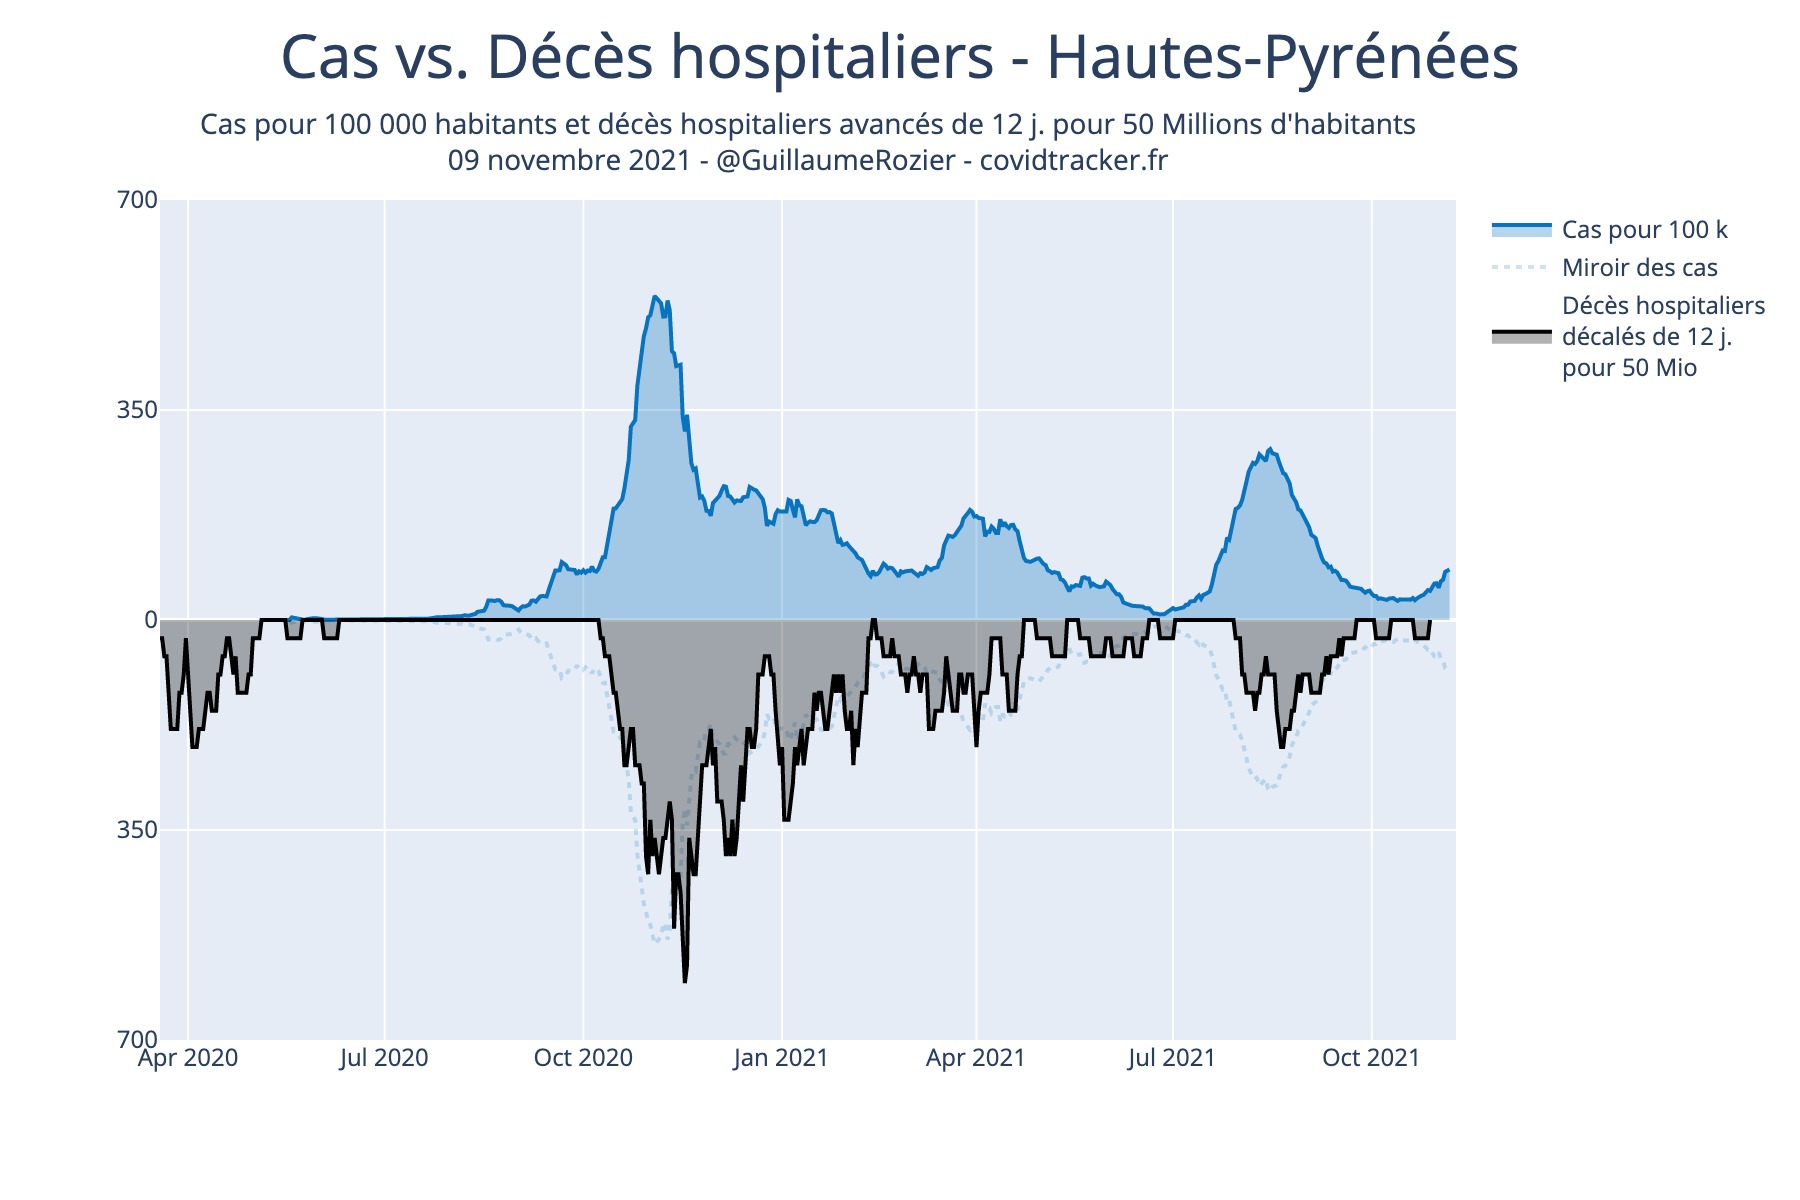 Cas vs. Décès hospitaliers - Hautes-Pyrénées
Cas pour 100 000 habitants et décès hospitaliers avancés de 12 j. pour 50 Millions d'habitants
09 novembre 2021 - @GuillaumeRozier - covidtracker.fr
700
350
0
350
700
Apr 2020
Jul 2020
Oct 2020
Jan 2021
Apr 2021
Jul 2021
Oct 2021
Cas pour 100 k
Miroir des cas
Décès hospitaliers
décalés de 12 j.
pour 50 Mio